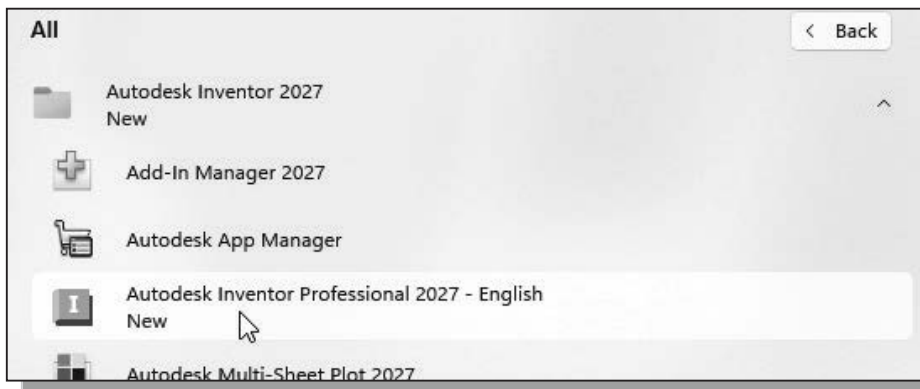 All
< Back
Autodesk Inventor 2027
New
Add-In Manager 2027
Autodesk App Manager
Autodesk Inventor Professional 2027 - English
New
Autodesk Multi-Sheet Plot 2027